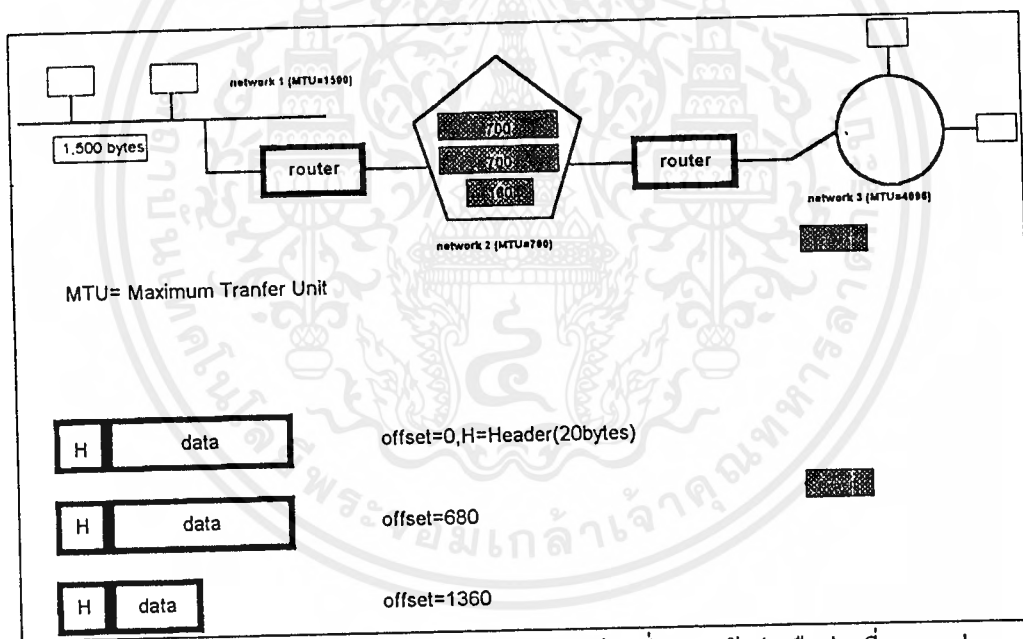 network 1 (MTU=1500)
1,500 bytes
router
700
700
router
network 2 (MTU=700)
network 3 (MTU=4096)
MTU= Maximum Tranfer Unit
H
data
offset=0,H=Header(20bytes)
H
data
offset=680
H
data
offset=1360